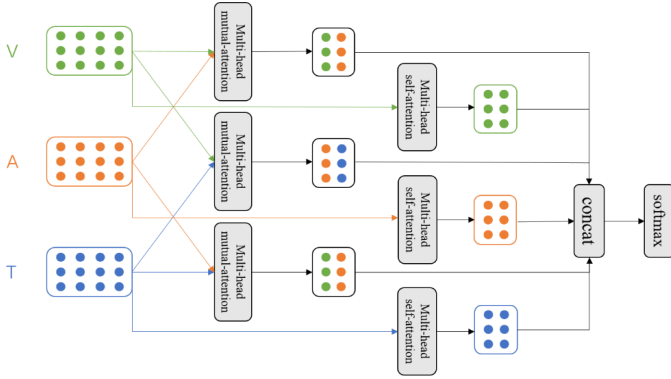 V
Multi-head
mutual-attention
Multi-head
self-attention
A
Multi-head
mutual-attention
Multi-head
self-attention
concat
softmax
T
Multi-head
mutual-attention
Multi-head
self-attention